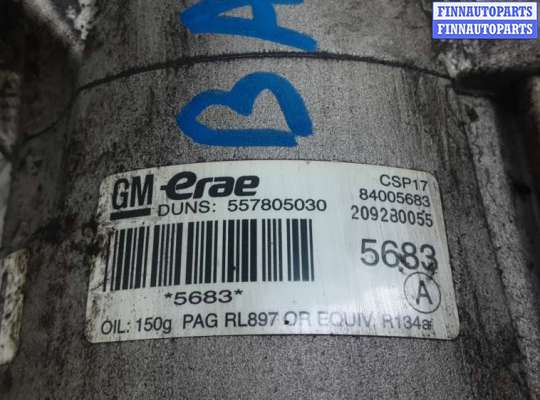 FINNAUTOPARTS
FINNAUTOPARTS
BA
GM erae
CSP17
84005683
DUNS: 557805030
209280055
5683
*5683*
A
OIL: 150g PAG RL897 OR EQUIV, R134a